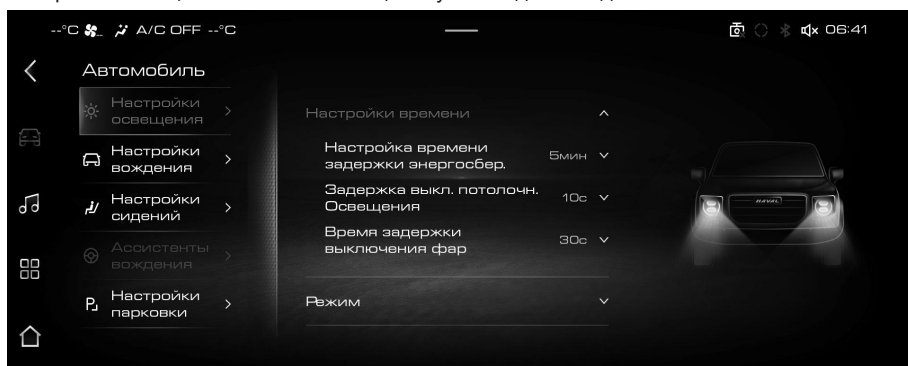 --°C A/C OFF --°C
06:41
Автомобиль
Настройки
освещения
Настройки
вождения
Настройки
сидений
Ассистенты
вождения
Настройки
парковки
Настройки времени
Настройка времени
задержки энергосбер.
5мин
Задержка выкл. потолочн.
Освещения
10с
Время задержки
выключения фар
30с
Режим
HAVAL